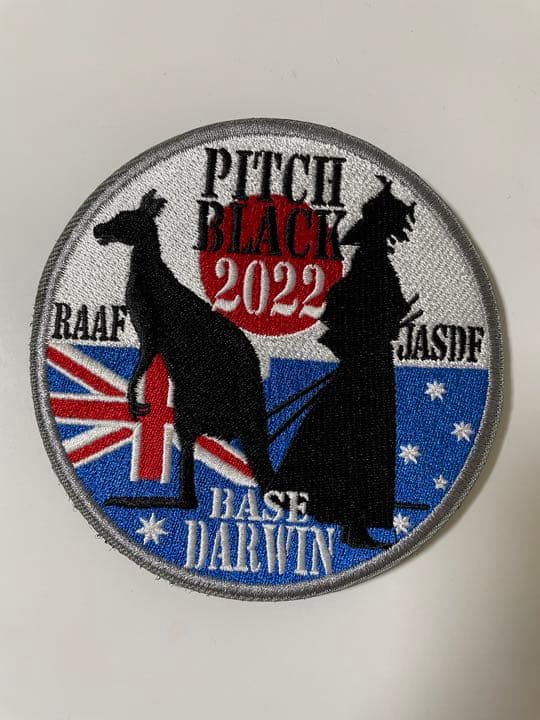 PITCH
BLACK
2022
RAAF
JASDF
BASE
DARWIN